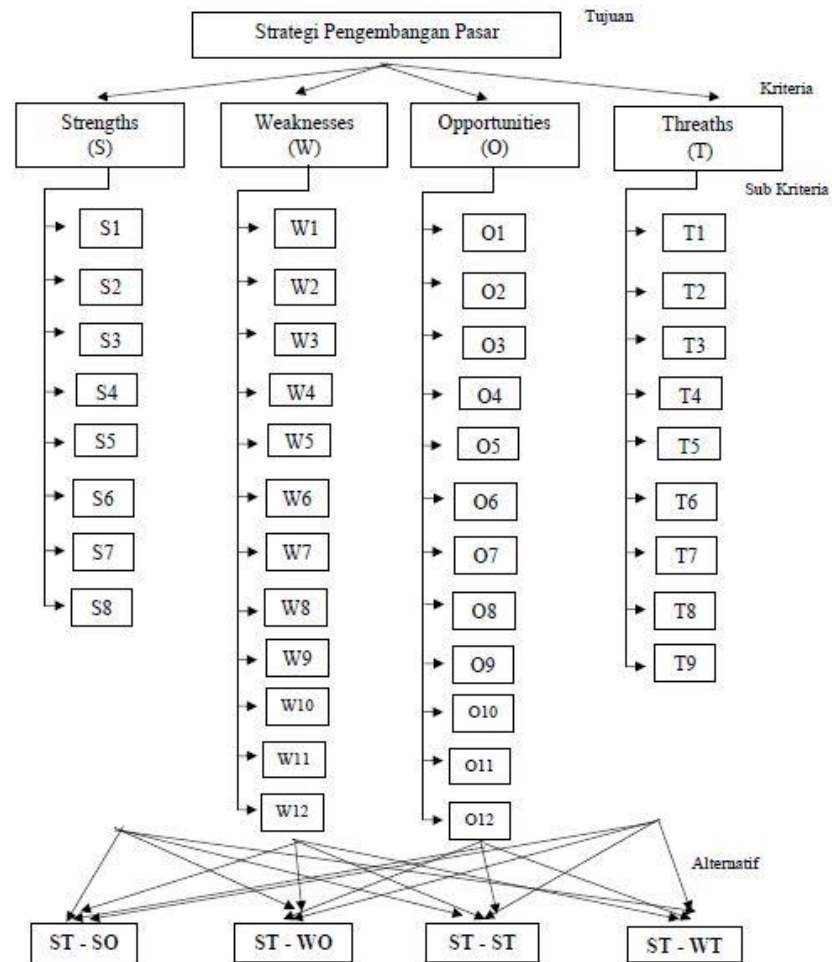 Tujuan
Strategi Pengembangan Pasar
Kriteria
Strengths
(S)
Weaknesses
(W)
Opportunities
(O)
Threaths
(T)
Sub Kriteria
S1
S2
S3
S4
S5
S6
S7
S8
W1
W2
W3
W4
W5
W6
W7
W8
W9
W10
W11
W12
O1
O2
O3
O4
O5
O6
O7
O8
O9
O10
O11
O12
T1
T2
T3
T4
T5
T6
T7
T8
T9
Alternatif
ST - SO
ST - WO
ST - ST
ST - WT